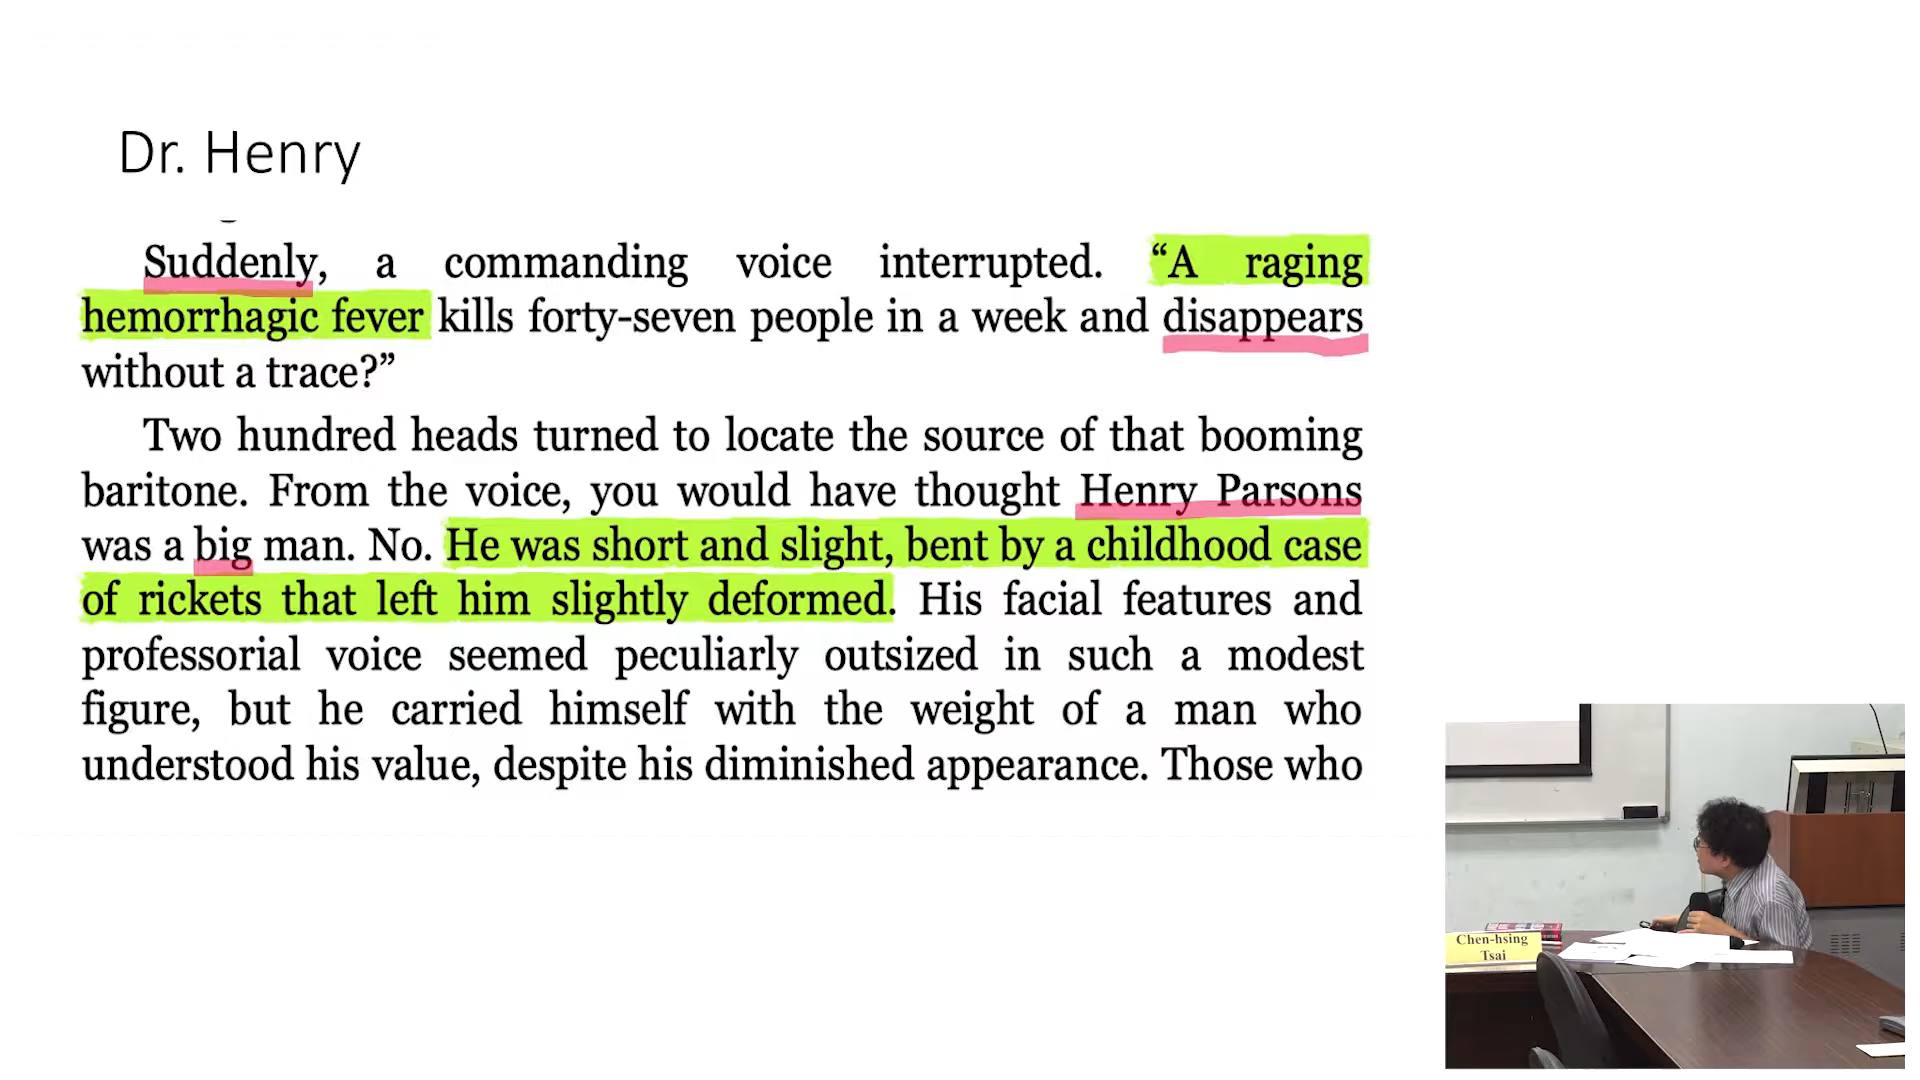 Dr. Henry
Suddenly, a commanding voice interrupted. “A raging
hemorrhagic fever kills forty-seven people in a week and disappears
without a trace?”
Two hundred heads turned to locate the source of that booming
baritone. From the voice, you would have thought Henry Parsons
was a big man. No. He was short and slight, bent by a childhood case
of rickets that left him slightly deformed. His facial features and
professorial voice seemed peculiarly outsized in such a modest
figure, but he carried himself with the weight of a man who
understood his value, despite his diminished appearance. Those who
Chen-hsing
Tsai